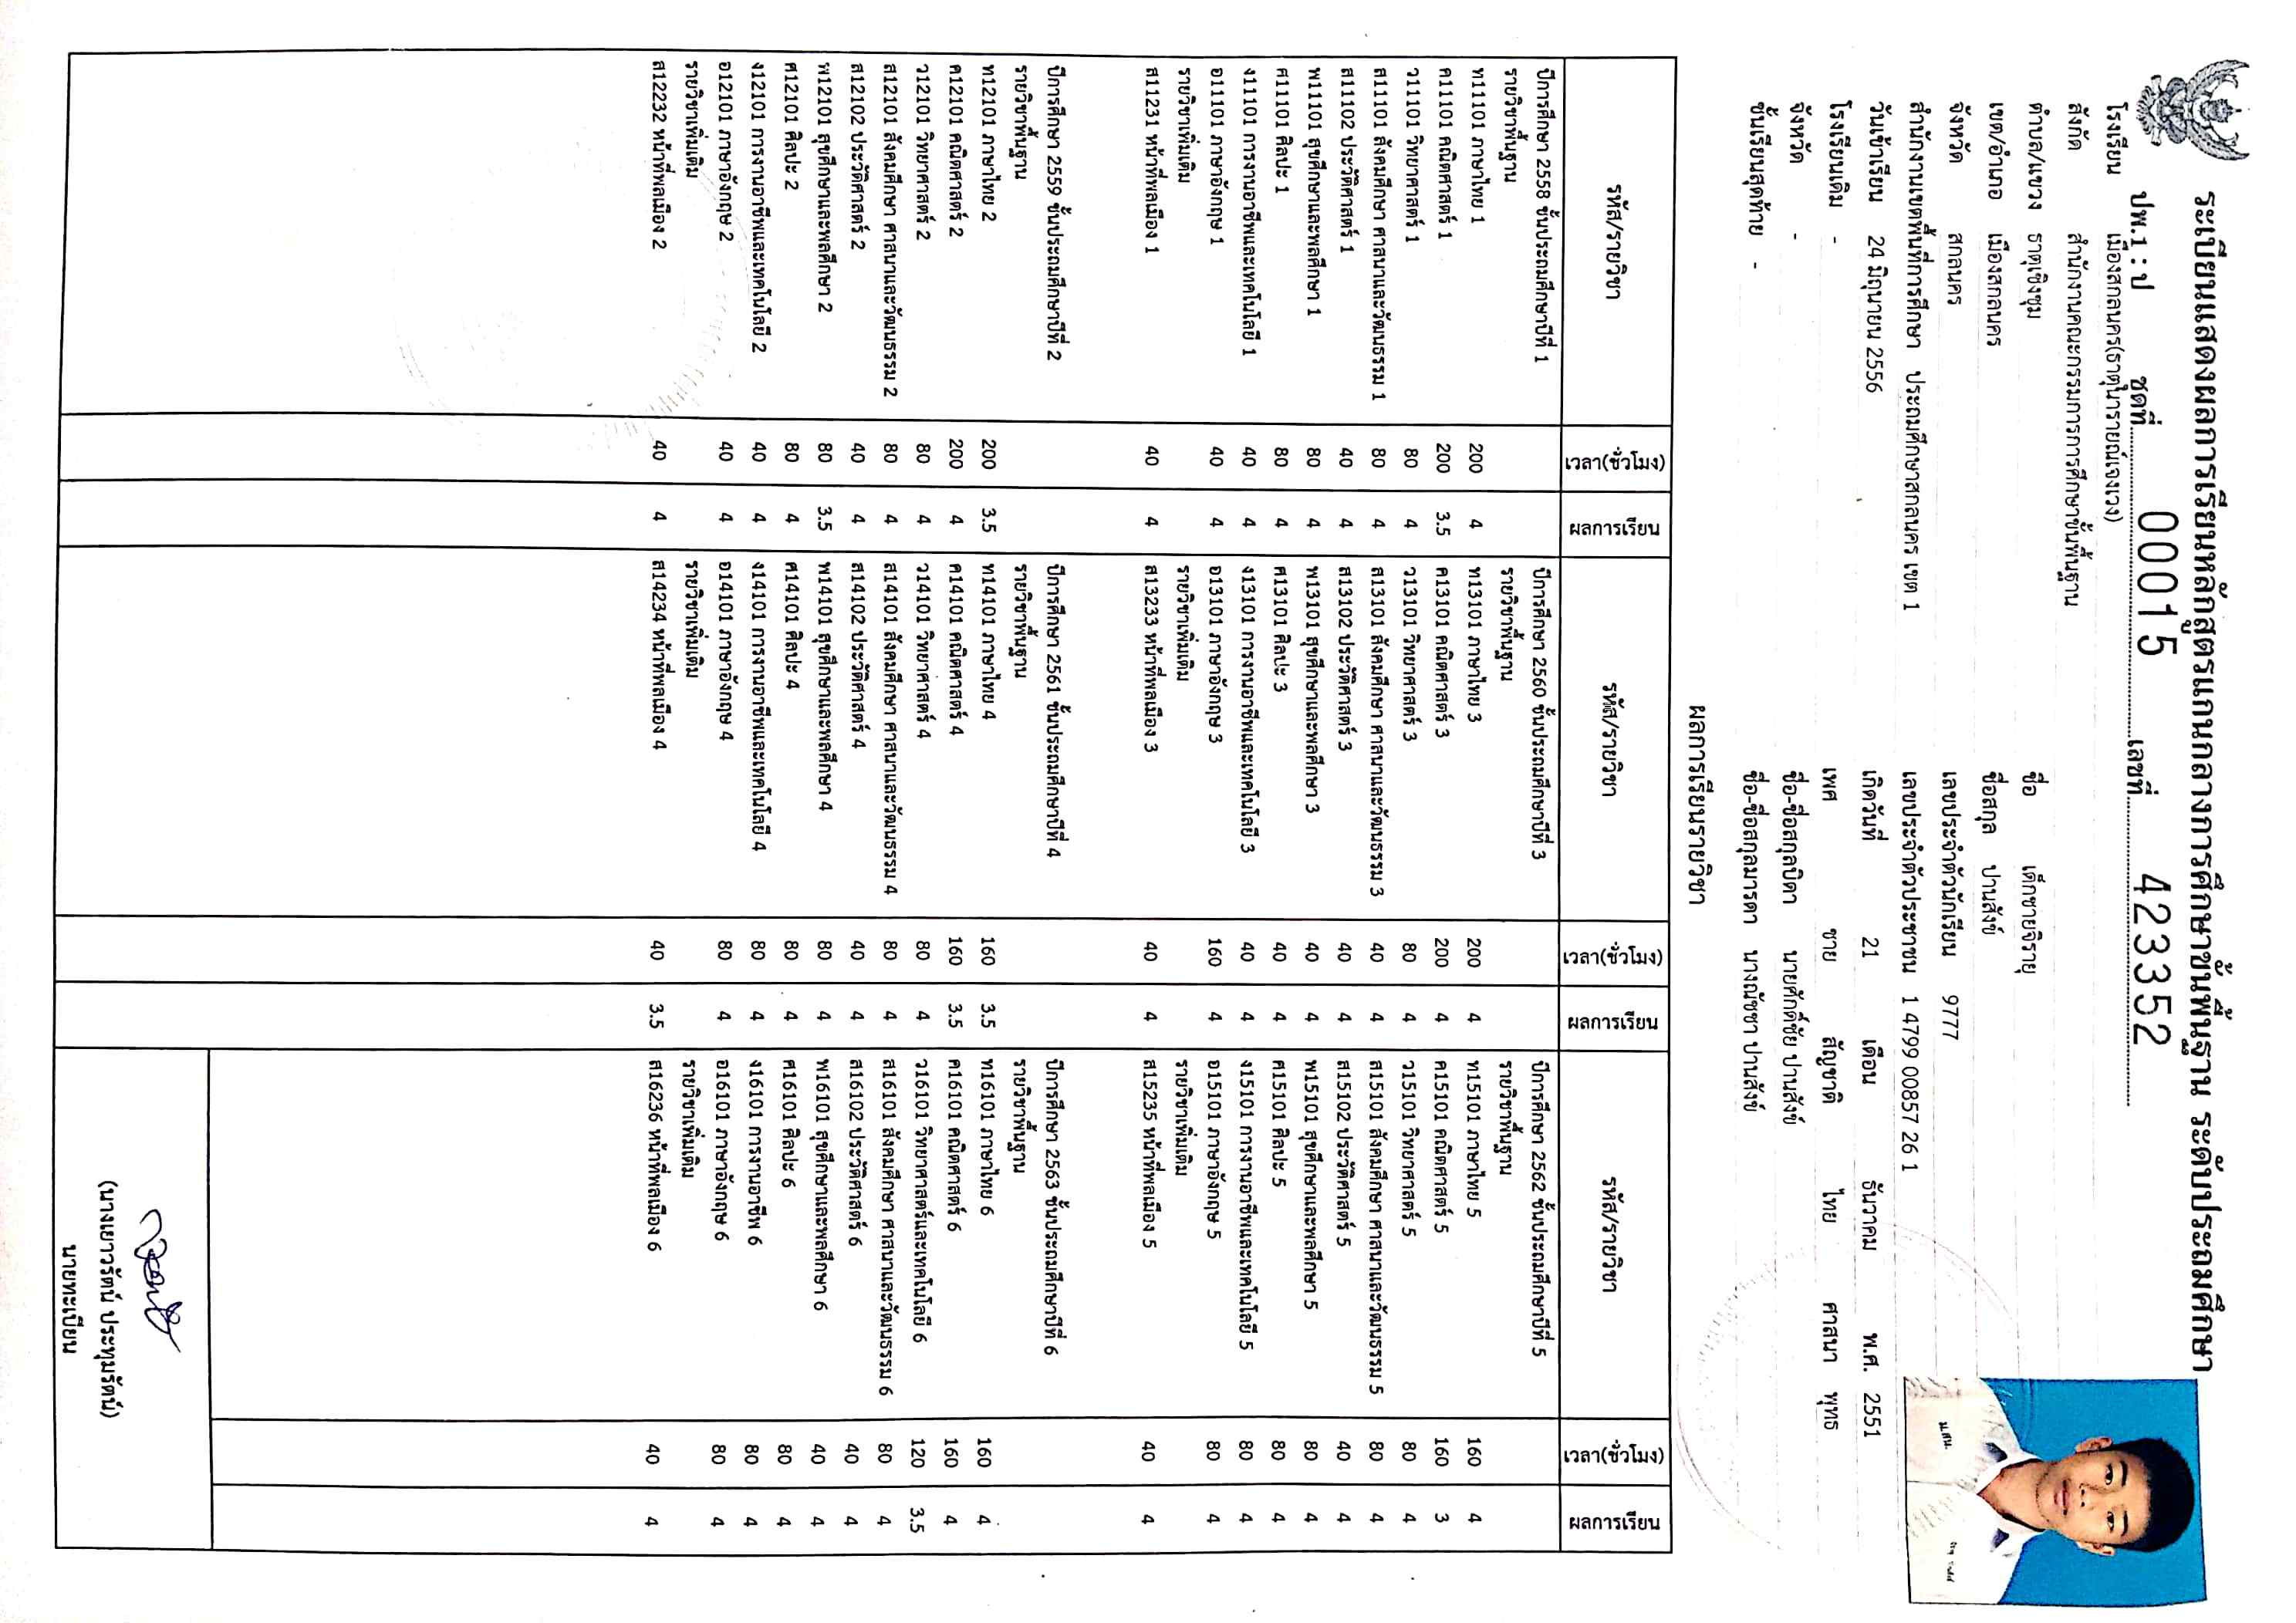 ระเบียนแสดงผลการเรียนหลักสูตรแกนกลางการศึกษาขั้นพื้นฐาน ระดับประถมศึกษา
ปพ.1 : ป ชุดที่ 00015 เลขที่ 423352
โรงเรียน เมืองสกลนคร(ธาตุนารายณ์เจงเวง)
สังกัด สำนักงานคณะกรรมการการศึกษาขั้นพื้นฐาน
ตำบล/แขวง ธาตุเชิงชุม
เขต/อำเภอ เมืองสกลนคร
จังหวัด สกลนคร
สำนักงานเขตพื้นที่การศึกษา ประถมศึกษาสกลนคร เขต 1
วันเข้าเรียน 24 มิถุนายน 2556
โรงเรียนเดิม -
จังหวัด -
ชั้นเรียนสุดท้าย -
ชื่อ เด็กชายจิราย
ชื่อสกุล ปานสังข์
เลขประจำตัวนักเรียน 9777
เลขประจำตัวประชาชน 1 4799 00857 26 1
เกิดวันที่ 21 เดือน ธันวาคม พ.ศ. 2551
เพศ ชาย สัญชาติ ไทย ศาสนา พุทธ
ชื่อ-ชื่อสกุลบิดา นายศักดิ์ชัย ปานสังข์
ชื่อ-ชื่อสกุลมารดา นางณัชชา ปานสังข์
ม.สน.
ผลการเรียนรายวิชา
รหัส/รายวิชา เวลา(ชั่วโมง) ผลการเรียน
ปีการศึกษา 2558 ชั้นประถมศึกษาปีที่ 1
รายวิชาพื้นฐาน
ท11101 ภาษาไทย 1 200 4
ค11101 คณิตศาสตร์ 1 200 3.5
ว11101 วิทยาศาสตร์ 1 80 4
ส11101 สังคมศึกษา ศาสนาและวัฒนธรรม 1 80 4
ส11102 ประวัติศาสตร์ 1 40 4
พ11101 สุขศึกษาและพลศึกษา 1 80 4
ศ11101 ศิลปะ 1 80 4
ง11101 การงานอาชีพและเทคโนโลยี 1 40 4
อ11101 ภาษาอังกฤษ 1 40 4
รายวิชาเพิ่มเติม
ส11231 หน้าที่พลเมือง 1 40 4
ปีการศึกษา 2559 ชั้นประถมศึกษาปีที่ 2
รายวิชาพื้นฐาน
ท12101 ภาษาไทย 2 200 3.5
ค12101 คณิตศาสตร์ 2 200 4
ว12101 วิทยาศาสตร์ 2 80 4
ส12101 สังคมศึกษา ศาสนาและวัฒนธรรม 2 80 4
ส12102 ประวัติศาสตร์ 2 40 4
พ12101 สุขศึกษาและพลศึกษา 2 80 3.5
ศ12101 ศิลปะ 2 80 4
ง12101 การงานอาชีพและเทคโนโลยี 2 40 4
อ12101 ภาษาอังกฤษ 2 40 4
รายวิชาเพิ่มเติม
ส12232 หน้าที่พลเมือง 2 40 4
รหัส/รายวิชา เวลา(ชั่วโมง) ผลการเรียน
ปีการศึกษา 2560 ชั้นประถมศึกษาปีที่ 3
รายวิชาพื้นฐาน
ท13101 ภาษาไทย 3 200 4
ค13101 คณิตศาสตร์ 3 200 4
ว13101 วิทยาศาสตร์ 3 80 4
ส13101 สังคมศึกษา ศาสนาและวัฒนธรรม 3 40 4
ส13102 ประวัติศาสตร์ 3 40 4
พ13101 สุขศึกษาและพลศึกษา 3 40 4
ศ13101 ศิลปะ 3 40 4
ง13101 การงานอาชีพและเทคโนโลยี 3 40 4
อ13101 ภาษาอังกฤษ 3 160 4
รายวิชาเพิ่มเติม
ส13233 หน้าที่พลเมือง 3 40 4
ปีการศึกษา 2561 ชั้นประถมศึกษาปีที่ 4
รายวิชาพื้นฐาน
ท14101 ภาษาไทย 4 160 3.5
ค14101 คณิตศาสตร์ 4 160 3.5
ว14101 วิทยาศาสตร์ 4 80 4
ส14101 สังคมศึกษา ศาสนาและวัฒนธรรม 4 80 4
ส14102 ประวัติศาสตร์ 4 40 4
พ14101 สุขศึกษาและพลศึกษา 4 80 4
ศ14101 ศิลปะ 4 80 4
ง14101 การงานอาชีพและเทคโนโลยี 4 80 4
อ14101 ภาษาอังกฤษ 4 80 4
รายวิชาเพิ่มเติม
ส14234 หน้าที่พลเมือง 4 40 3.5
รหัส/รายวิชา เวลา(ชั่วโมง) ผลการเรียน
ปีการศึกษา 2562 ชั้นประถมศึกษาปีที่ 5
รายวิชาพื้นฐาน
ท15101 ภาษาไทย 5 160 4
ค15101 คณิตศาสตร์ 5 160 3
ว15101 วิทยาศาสตร์ 5 80 4
ส15101 สังคมศึกษา ศาสนาและวัฒนธรรม 5 80 4
ส15102 ประวัติศาสตร์ 5 40 4
พ15101 สุขศึกษาและพลศึกษา 5 80 4
ศ15101 ศิลปะ 5 80 4
ง15101 การงานอาชีพและเทคโนโลยี 5 80 4
อ15101 ภาษาอังกฤษ 5 80 4
รายวิชาเพิ่มเติม
ส15235 หน้าที่พลเมือง 5 40 4
ปีการศึกษา 2563 ชั้นประถมศึกษาปีที่ 6
รายวิชาพื้นฐาน
ท16101 ภาษาไทย 6 160 4
ค16101 คณิตศาสตร์ 6 160 4
ว16101 วิทยาศาสตร์และเทคโนโลยี 6 120 3.5
ส16101 สังคมศึกษา ศาสนาและวัฒนธรรม 6 80 4
ส16102 ประวัติศาสตร์ 6 40 4
พ16101 สุขศึกษาและพลศึกษา 6 40 4
ศ16101 ศิลปะ 6 80 4
ง16101 การงานอาชีพ 6 80 4
อ16101 ภาษาอังกฤษ 6 80 4
รายวิชาเพิ่มเติม
ส16236 หน้าที่พลเมือง 6 40 4
(นางเยาวรัตน์ ประทุมรัตน์)
นายทะเบียน